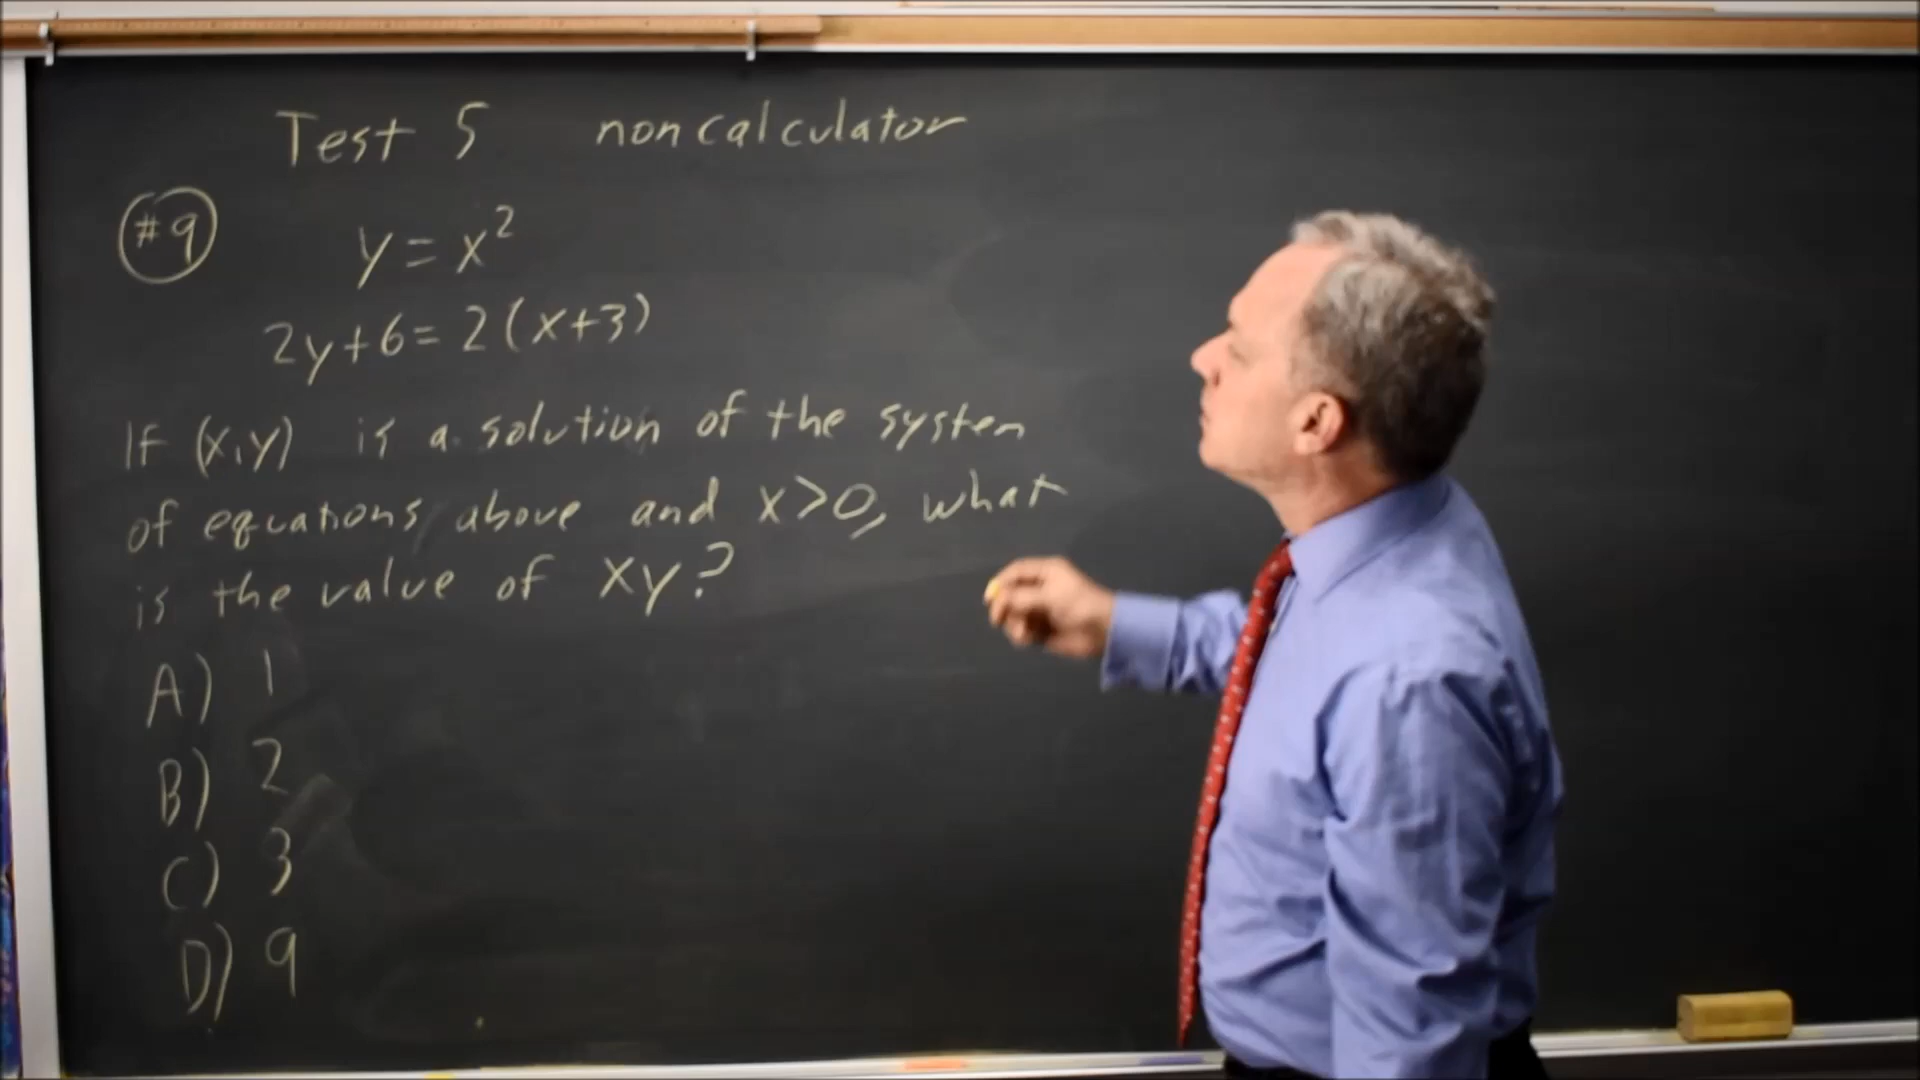 Test 5 noncalculator
#9
y = x²
2y+6 = 2(x+3)
If (x,y) is a solution of the system
of equations above and x>0, what
is the value of xy?
A) 1
B) 2
C) 3
D) 9